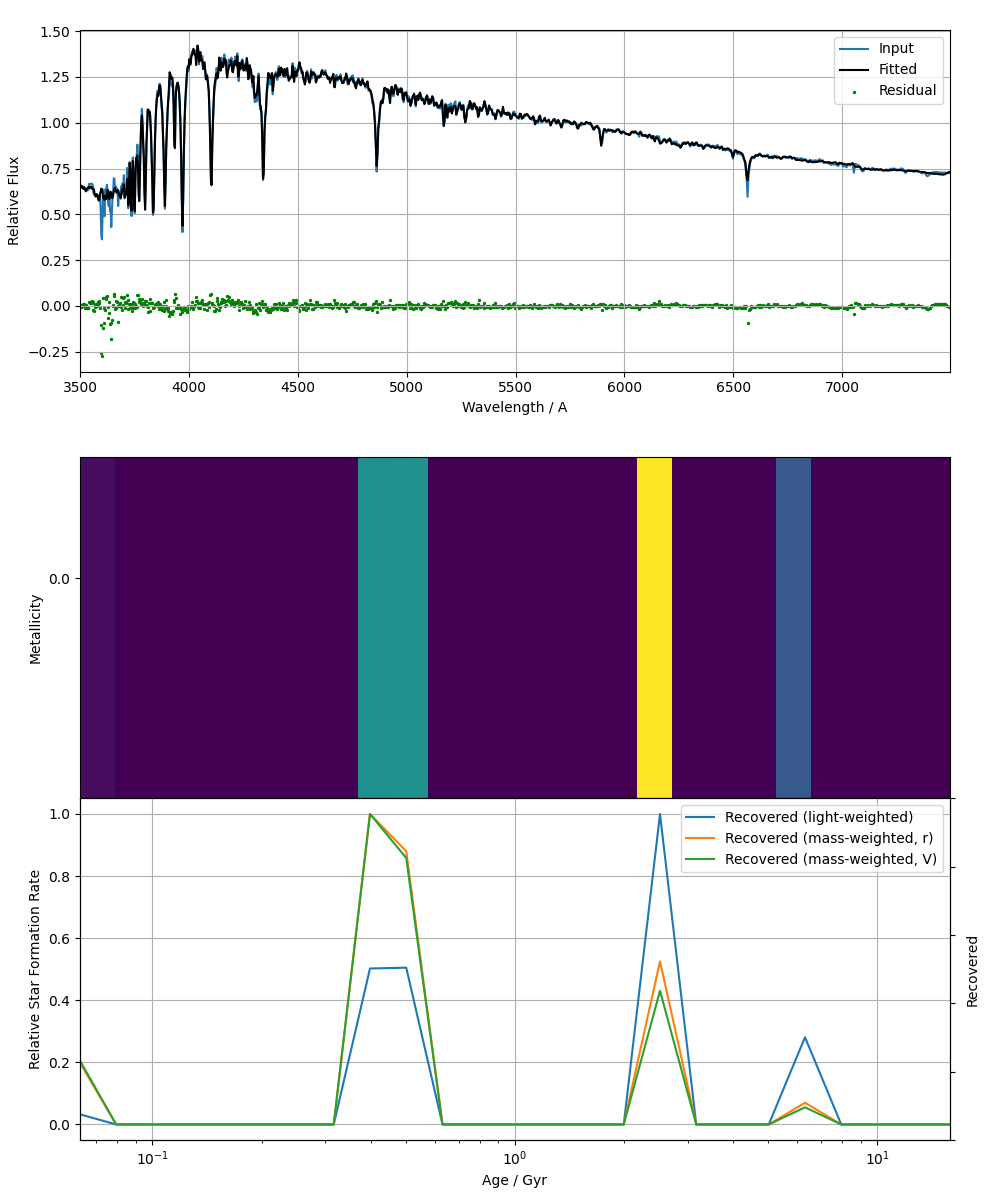 1.50
1.25
1.00
0.75
0.50
0.25
0.00
−0.25
Relative Flux
Input
Fitted
Residual
3500 4000 4500 5000 5500 6000 6500 7000
Wavelength / A
0.0
Metallicity
1.0
0.8
0.6
0.4
0.2
0.0
Relative Star Formation Rate
Recovered (light-weighted)
Recovered (mass-weighted, r)
Recovered (mass-weighted, V)
Recovered
10⁻¹ 10⁰ 10¹
Age / Gyr